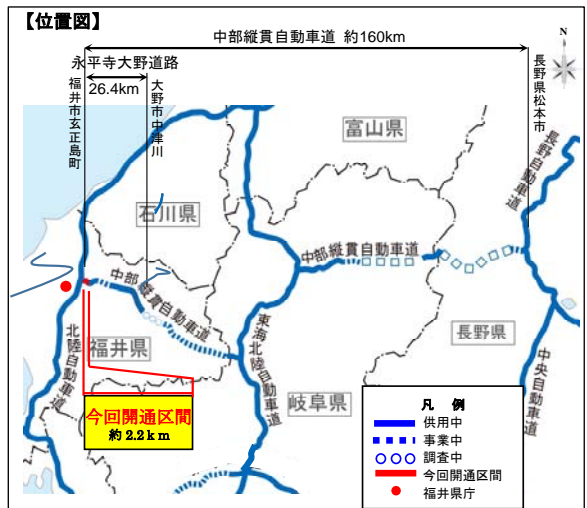 【位置図】
中部縦貫自動車道 約160km
N
永平寺大野道路
26.4km
福井市玄正島町
大野市中津川
長野県松本市
富山県
長野自動車道
石川県
中部縦貫自動車道
中部縦貫自動車道
北陸自動車道
福井県
東海北陸自動車道
長野県
中央自動車道
岐阜県
今回開通区間
約2.2km
凡 例
供用中
事業中
調査中
今回開通区間
福井県庁